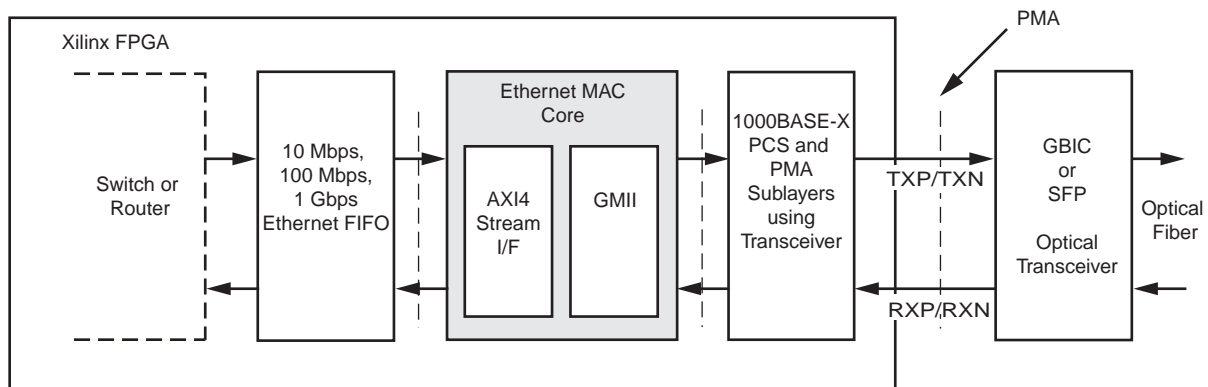 Xilinx FPGA
PMA
Switch or
Router
10 Mbps,
100 Mbps,
1 Gbps
Ethernet FIFO
Ethernet MAC
Core
AXI4
Stream
I/F
GMII
1000BASE-X
PCS and
PMA
Sublayers
using
Transceiver
TXP/TXN
RXP/RXN
GBIC
or
SFP
Optical
Transceiver
Optical
Fiber